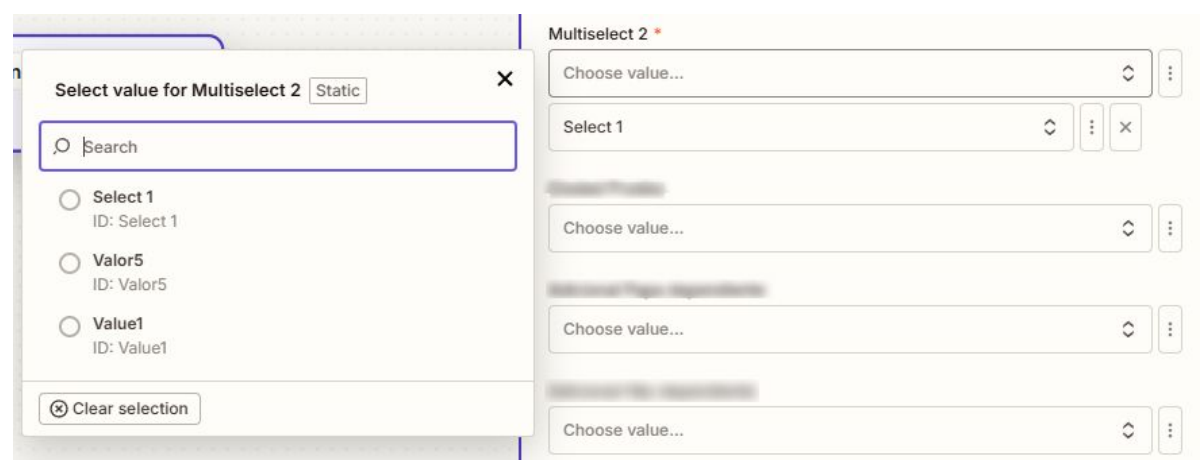 n
Select value for Multiselect 2 Static
Search
Select 1
ID: Select 1
Valor5
ID: Valor5
Value1
ID: Value1
Clear selection
Multiselect 2 *
Choose value...
Select 1
Choose value...
Choose value...
Choose value...